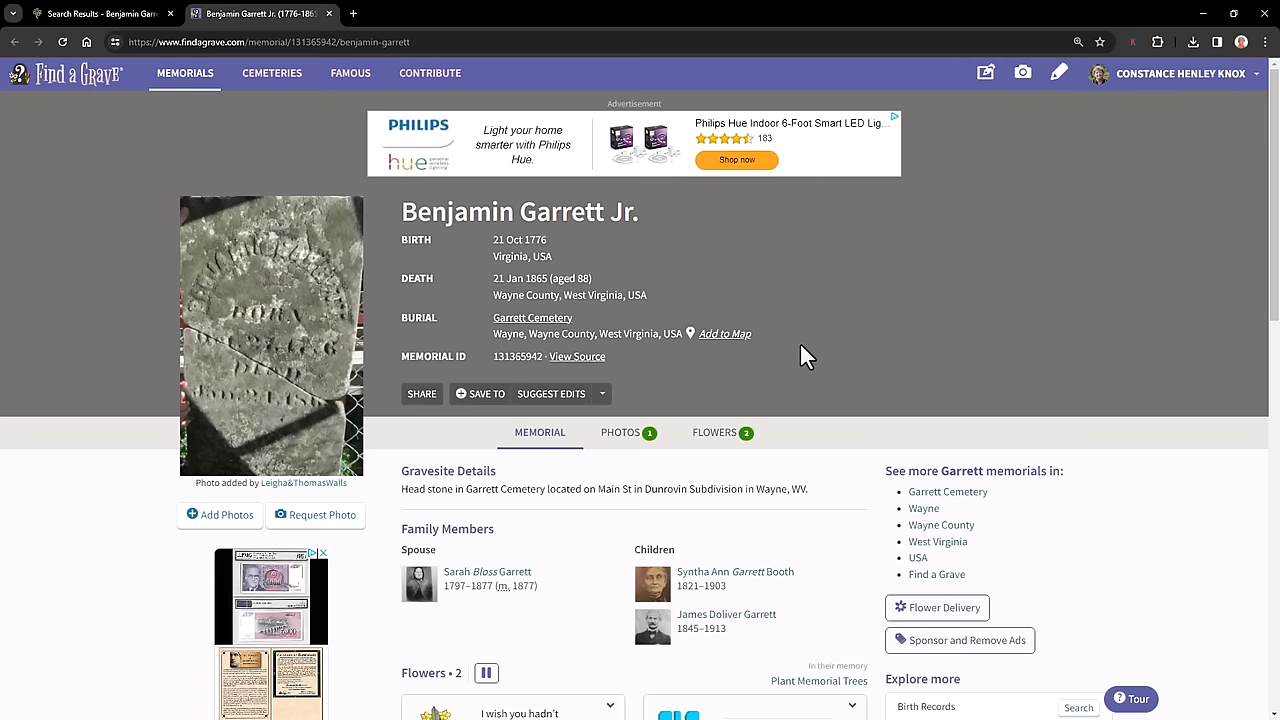 Search Results - Benjamin Garr
Benjamin Garrett Jr. (1776-1865
https://www.findagrave.com/memorial/131365942/benjamin-garrett
Find a Grave®
MEMORIALS
CEMETERIES
FAMOUS
CONTRIBUTE
CONSTANCE HENLEY KNOX
Advertisement
PHILIPS
hue personal wireless lighting
Light your home
smarter with Philips
Hue.
Philips Hue Indoor 6-Foot Smart LED Lig...
183
Shop now
Benjamin Garrett Jr.
BIRTH 21 Oct 1776
Virginia, USA
DEATH 21 Jan 1865 (aged 88)
Wayne County, West Virginia, USA
BURIAL Garrett Cemetery
Wayne, Wayne County, West Virginia, USA Add to Map
MEMORIAL ID 131365942 · View Source
SHARE
SAVE TO
SUGGEST EDITS
BORN
DIED
Photo added by Leigha&ThomasWalls
Add Photos
Request Photo
MEMORIAL
PHOTOS 1
FLOWERS 2
Gravesite Details
Head stone in Garrett Cemetery located on Main St in Dunrovin Subdivision in Wayne, WV.
Family Members
Spouse
Sarah Bloss Garrett
1797–1877 (m. 1877)
Children
Syntha Ann Garrett Booth
1821–1903
James Doliver Garrett
1845–1913
Flowers • 2
in their memory
Plant Memorial Trees
I wish you hadn't
See more Garrett memorials in:
Garrett Cemetery
Wayne
Wayne County
West Virginia
USA
Find a Grave
Flower Delivery
Sponsor and Remove Ads
Explore more
Birth Records
Search
Tour